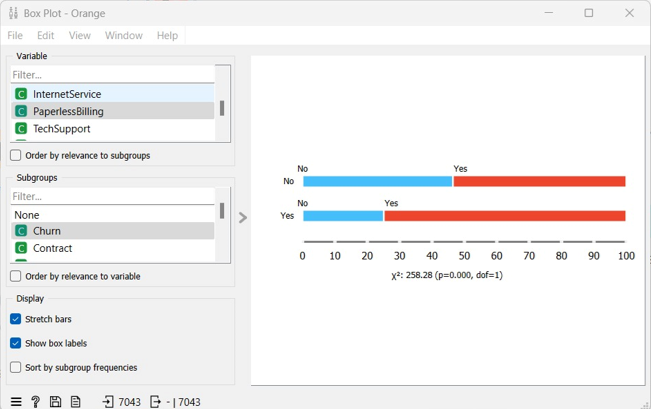 Box Plot - Orange
File Edit View Window Help
Variable
Filter...
C InternetService
C PaperlessBilling
C TechSupport
Order by relevance to subgroups
Subgroups
Filter...
None
C Churn
C Contract
Order by relevance to variable
Display
Stretch bars
Show box labels
Sort by subgroup frequencies
? 7043 - | 7043
No Yes
No
No Yes
Yes
0 10 20 30 40 50 60 70 80 90 100
χ²: 258.28 (p=0.000, dof=1)